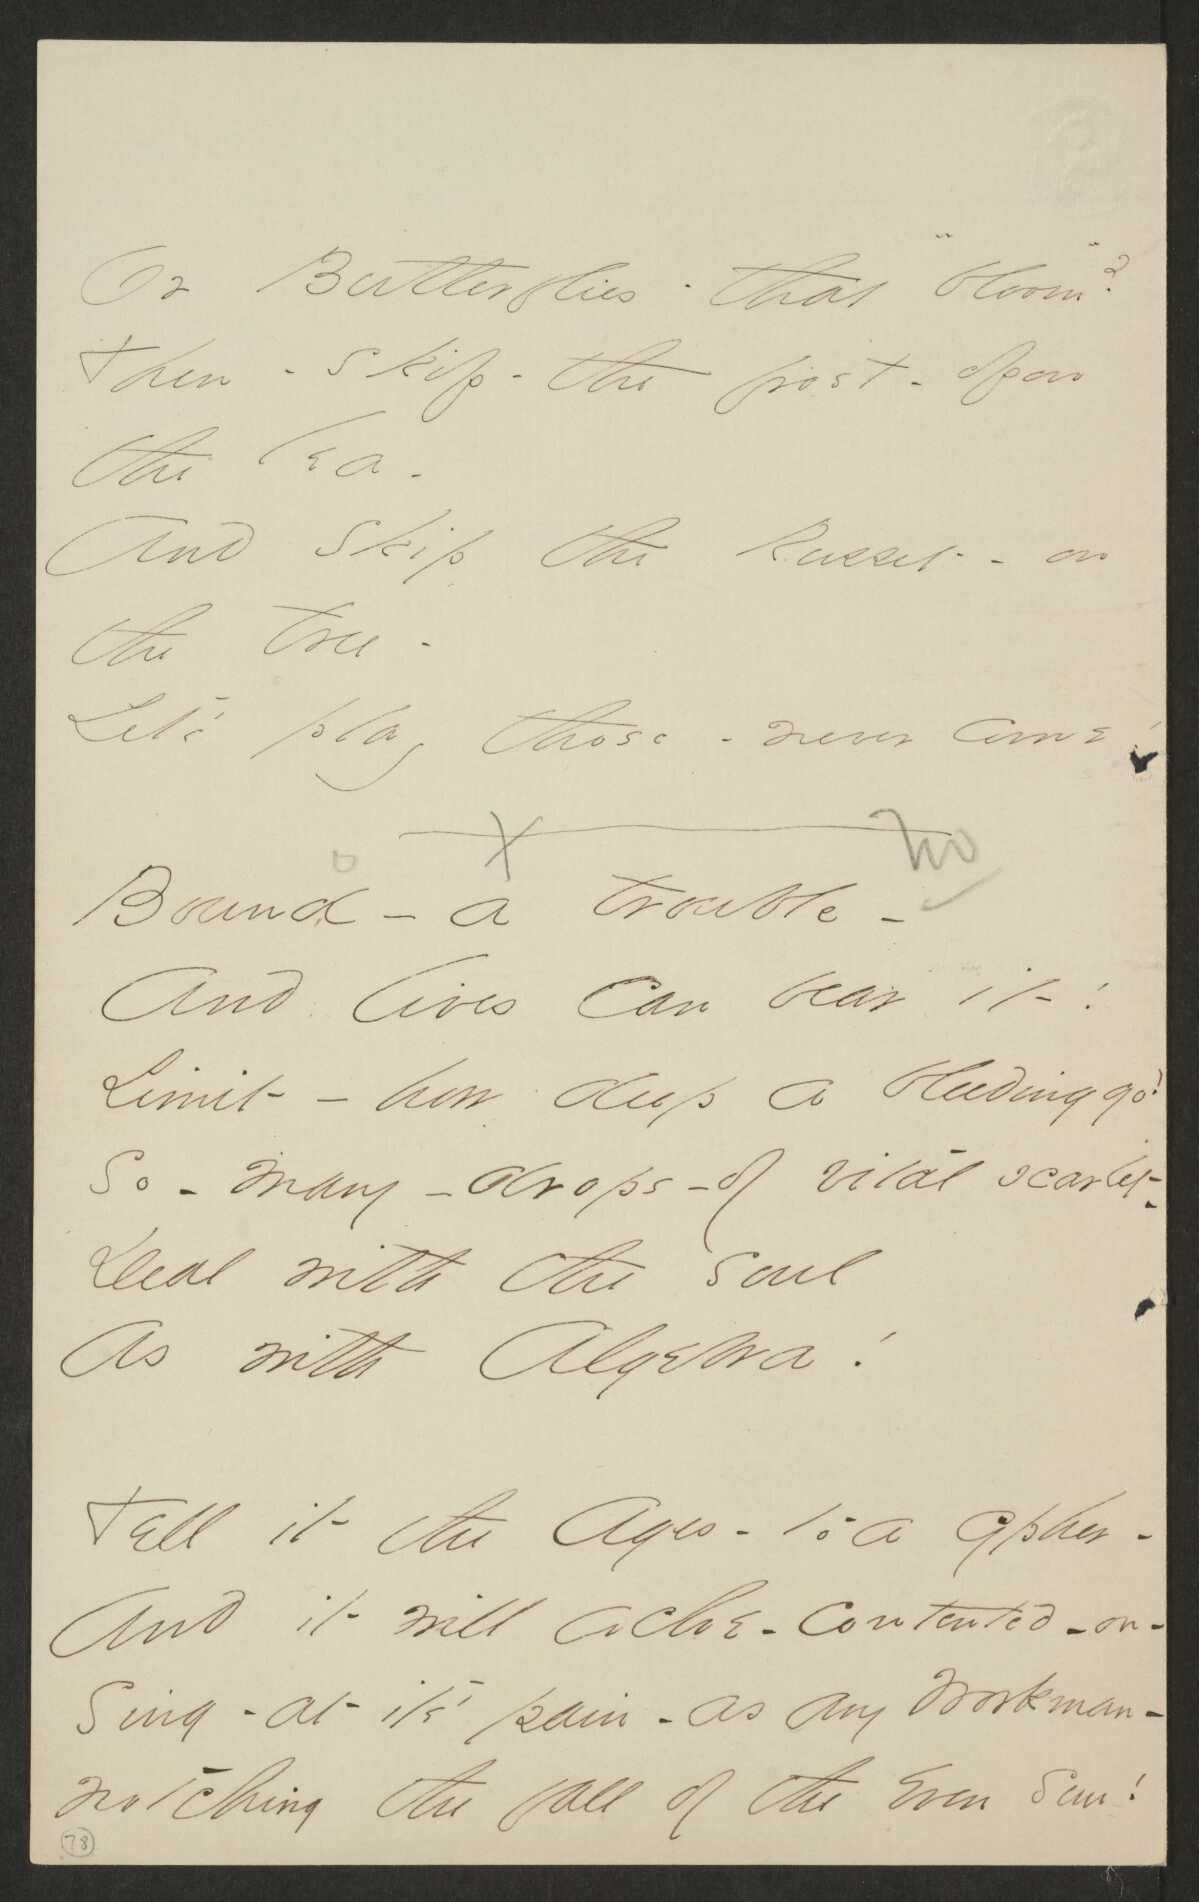 Or Butterflies - that "bloom"?
Then - skip - the frost - upon
the Lea -
And skip the Russet - on
the tree -
Let's play those - never come!
X no
Bound - a trouble -
And lives can bear it - !
Limit - how deep a bleeding go!
So - many - drops - of vital scarlet -
Deal with the soul
As with Algebra!
Tell it the Ages - to a cypher -
And it will ache - contented - on -
Sing - at it's pain - as any Workman -
notching the fall of the Even Sun!
78